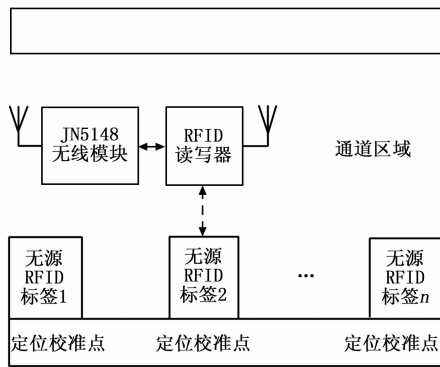 JN5148
无线模块
RFID
读写器
通道区域
无源
RFID
标签1
无源
RFID
标签2
...
无源
RFID
标签n
定位校准点
定位校准点
定位校准点